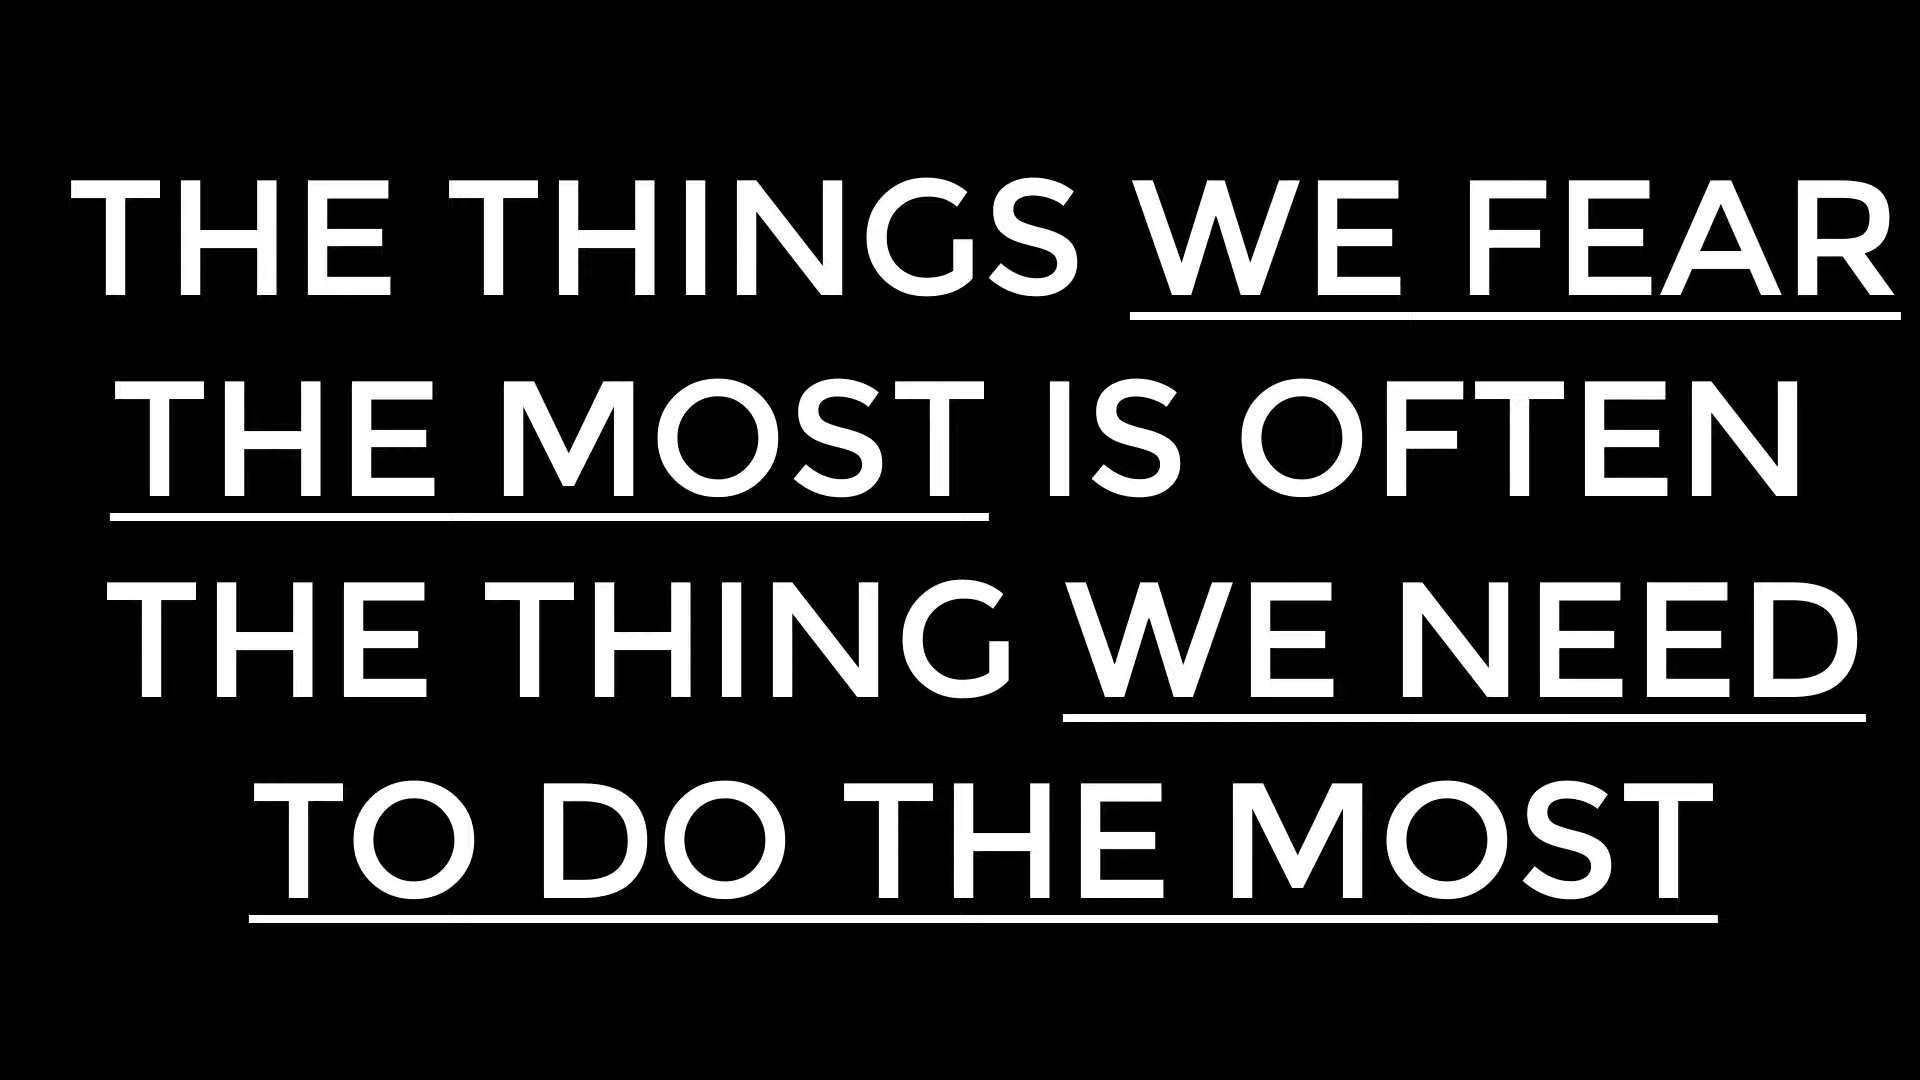 THE THINGS WE FEAR
THE MOST IS OFTEN
THE THING WE NEED
TO DO THE MOST